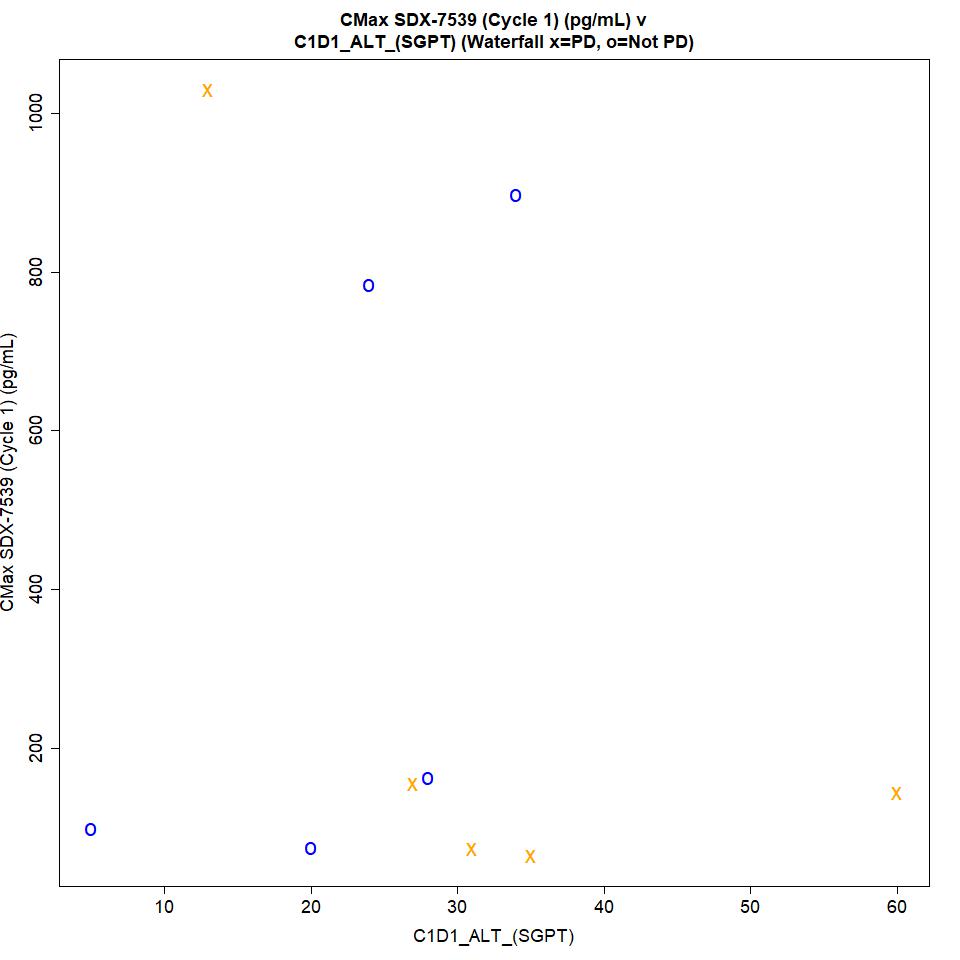 CMax SDX-7539 (Cycle 1) (pg/mL) v
C1D1_ALT_(SGPT) (Waterfall x=PD, o=Not PD)
CMax SDX-7539 (Cycle 1) (pg/mL)
1000
800
600
400
200
X
O
O
X
O
X
O
O
X
X
10
20
30
40
50
60
C1D1_ALT_(SGPT)